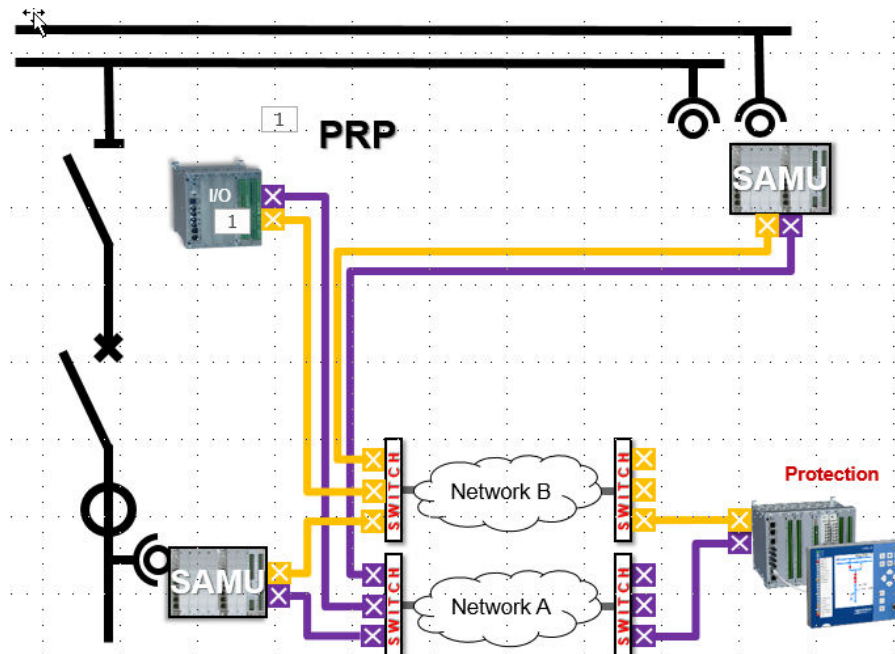 1
PRP
I/O
1
SAMU
SWITCH
Network B
SWITCH
Protection
SAMU
SWITCH
Network A
SWITCH